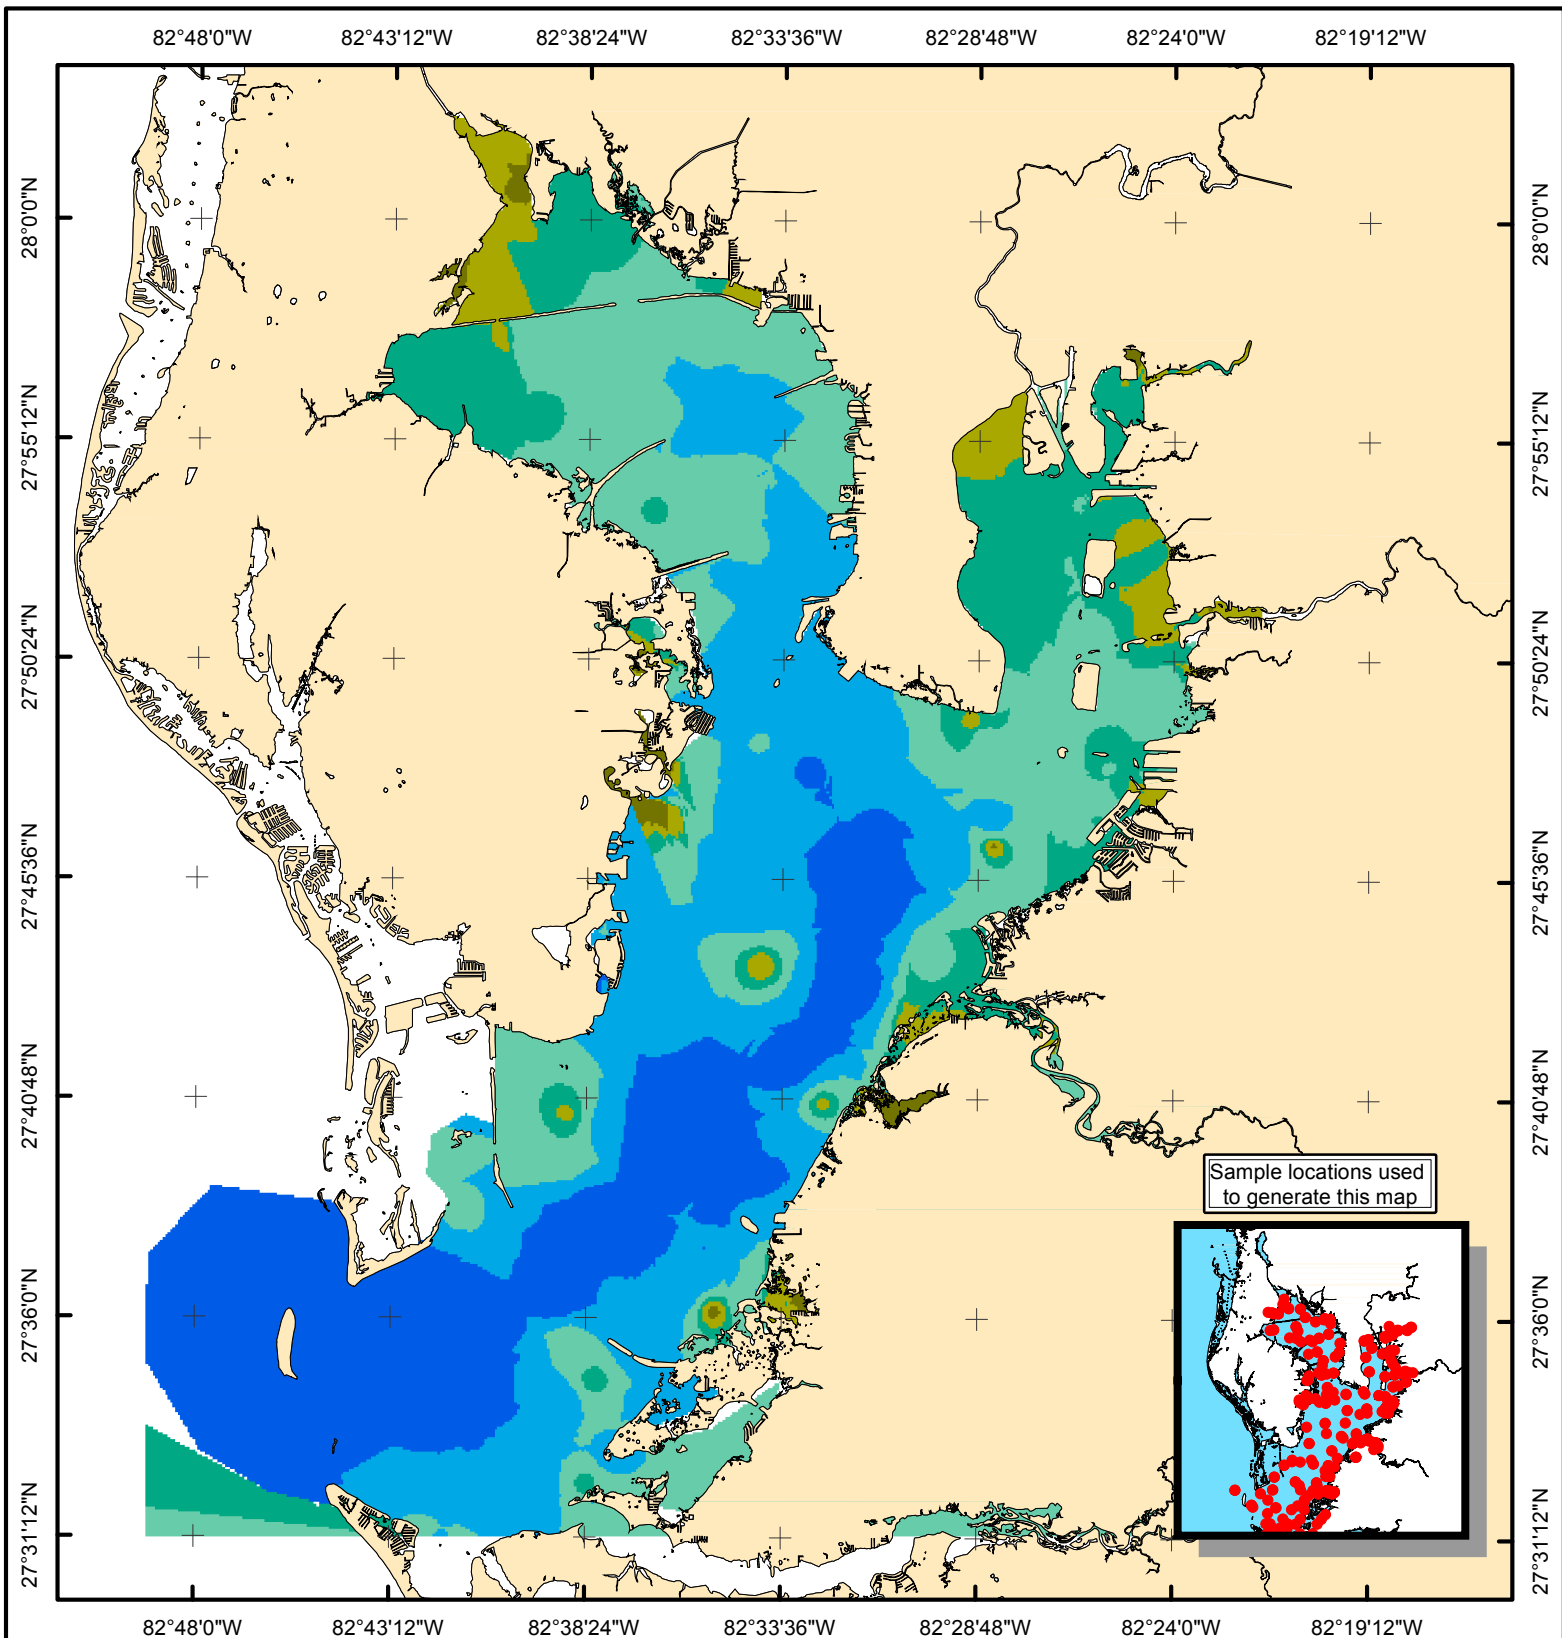 82°48'0"W 82°43'12"W 82°38'24"W 82°33'36"W 82°28'48"W 82°24'0"W 82°19'12"W
28°0'0"N 28°0'0"N
27°55'12"N 27°55'12"N
27°50'24"N 27°50'24"N
27°45'36"N 27°45'36"N
27°40'48"N 27°40'48"N
Sample locations used
to generate this map
27°36'0"N 27°36'0"N
27°31'12"N 27°31'12"N
82°48'0"W 82°43'12"W 82°38'24"W 82°33'36"W 82°28'48"W 82°24'0"W 82°19'12"W